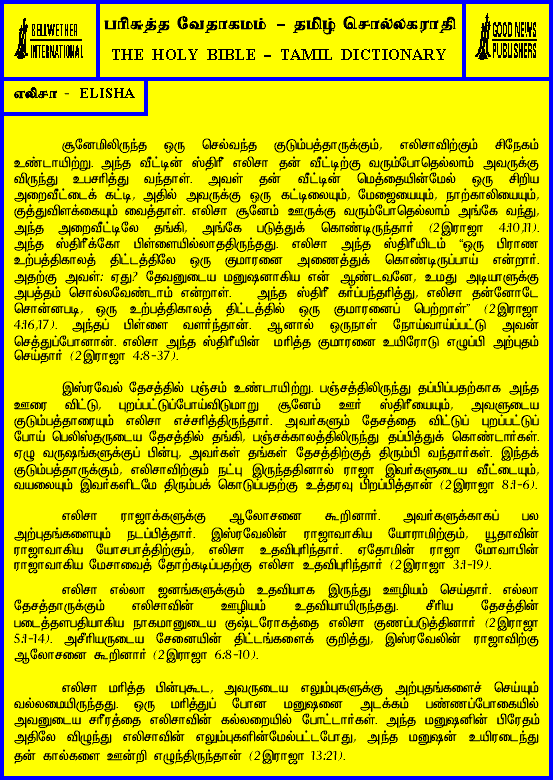 BELLWETHER
INTERNATIONAL
பரிசுத்த வேதாகமம் – தமிழ் சொல்லகராதி
THE HOLY BIBLE – TAMIL DICTIONARY
GOOD NEWS
PUBLISHERS
எலிசா - ELISHA
சூனேமிலிருந்த ஒரு செல்வந்த குடும்பத்தாருக்கும், எலிசாவிற்கும் சிநேகம்
உண்டாயிற்று. அந்த வீட்டின் ஸ்திரீ எலிசா தன் வீட்டிற்கு வரும்போதெல்லாம் அவருக்கு
விருந்து உபசரித்து வந்தாள். அவள் தன் வீட்டின் மெத்தையின்மேல் ஒரு சிறிய
அறைவீட்டைக் கட்டி, அதில் அவருக்கு ஒரு கட்டிலையும், மேஜையையும், நாற்காலியையும்,
குத்துவிளக்கையும் வைத்தாள். எலிசா சூனேம் ஊருக்கு வரும்போதெல்லாம் அங்கே வந்து,
அந்த அறைவீட்டிலே தங்கி, அங்கே படுத்துக் கொண்டிருந்தார் (2இராஜா 4:10,11).
அந்த ஸ்திரீக்கோ பிள்ளையில்லாததிருந்தது. எலிசா அந்த ஸ்திரீயிடம் "ஒரு பிராண
உற்பத்திகாலத் திட்டத்திலே ஒரு குமாரனை அணைத்துக் கொண்டிருப்பாய் என்றார்.
அதற்கு அவள்: ஏது? தேவனுடைய மனுஷனாகிய என் ஆண்டவனே, உமது அடியாளுக்கு
அபத்தம் சொல்லவேண்டாம் என்றாள். அந்த ஸ்திரீ கர்ப்பந்தரித்து, எலிசா தன்னோடே
சொன்னபடி, ஒரு உற்பத்திகாலத் திட்டத்தில் ஒரு குமாரனைப் பெற்றாள்" (2இராஜா
4:16,17). அந்தப் பிள்ளை வளர்ந்தான். ஆனால் ஒருநாள் நோய்வாய்ப்பட்டு அவன்
செத்துப்போனான். எலிசா அந்த ஸ்திரீயின் மரித்த குமாரனை உயிரோடு எழுப்பி அற்புதம்
செய்தார் (2இராஜா 4:8-37).
இஸ்ரவேல் தேசத்தில் பஞ்சம் உண்டாயிற்று. பஞ்சத்திலிருந்து தப்பிப்பதற்காக அந்த
ஊரை விட்டு, புறப்பட்டுப்போய்விடுமாறு சூனேம் ஊர் ஸ்திரீயையும், அவளுடைய
குடும்பத்தாரையும் எலிசா எச்சரித்திருந்தார். அவர்களும் தேசத்தை விட்டுப் புறப்பட்டுப்
போய் பெலிஸ்தருடைய தேசத்தில் தங்கி, பஞ்சக்காலத்திலிருந்து தப்பித்துக் கொண்டார்கள்.
ஏழு வருஷங்களுக்குப் பின்பு, அவர்கள் தங்கள் தேசத்திற்குத் திரும்பி வந்தார்கள். இந்தக்
குடும்பத்தாருக்கும், எலிசாவிற்கும் நட்பு இருந்ததினால் ராஜா இவர்களுடைய வீட்டையும்,
வயலையும் இவர்களிடமே திரும்பக் கொடுப்பதற்கு உத்தரவு பிறப்பித்தான் (2இராஜா 8:1-6).
எலிசா ராஜாக்களுக்கு ஆலோசனை கூறினார். அவர்களுக்காகப் பல
அற்புதங்களையும் நடப்பித்தார். இஸ்ரவேலின் ராஜாவாகிய யோராமிற்கும், யூதாவின்
ராஜாவாகிய யோசபாத்திற்கும், எலிசா உதவிபுரிந்தார். ஏதோமின் ராஜா மோவாபின்
ராஜாவாகிய மேசாவைத் தோற்கடிப்பதற்கு எலிசா உதவிபுரிந்தார் (2இராஜா 3:1-19).
எலிசா எல்லா ஜனங்களுக்கும் உதவியாக இருந்து ஊழியம் செய்தார். எல்லா
தேசத்தாருக்கும் எலிசாவின் ஊழியம் உதவியாயிருந்தது. சீரிய தேசத்தின்
படைத்தளபதியாகிய நாகமானுடைய குஷ்டரோகத்தை எலிசா குணப்படுத்தினார் (2இராஜா
5:1-14). அசீரியருடைய சேனையின் திட்டங்களைக் குறித்து, இஸ்ரவேலின் ராஜாவிற்கு
ஆலோசனை கூறினார் (2இராஜா 6:8-10).
எலிசா மரித்த பின்புகூட, அவருடைய எலும்புகளுக்கு அற்புதங்களைச் செய்யும்
வல்லமையிருந்தது. ஒரு மரித்துப் போன மனுஷனை அடக்கம் பண்ணப்போகையில்
அவனுடைய சரீரத்தை எலிசாவின் கல்லறையில் போட்டார்கள். அந்த மனுஷனின் பிரேதம்
அதிலே விழுந்து எலிசாவின் எலும்புகளின்மேல்பட்டபோது, அந்த மனுஷன் உயிரடைந்து
தன் கால்களை ஊன்றி எழுந்திருந்தான் (2இராஜா 13:21).